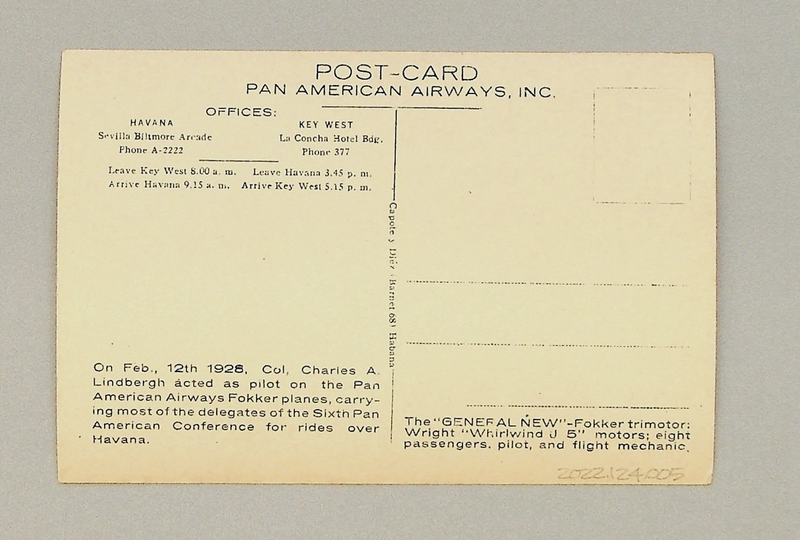 POST-CARD
PAN AMERICAN AIRWAYS, INC.
OFFICES:
HAVANA
Sevilla Biltmore Arcade
Phone A-2222
KEY WEST
La Concha Hotel Bdg.
Phone 377
Leave Key West 8.00 a. m. Leave Havana 3.45 p. m.
Arrive Havana 9.15 a. m. Arrive Key West 5.15 p. m.
Capote y Díez Barnet 68 Habana
On Feb., 12th 1928, Col, Charles A.
Lindbergh acted as pilot on the Pan
American Airways Fokker planes, carry-
ing most of the delegates of the Sixth Pan
American Conference for rides over
Havana.
The "GENERAL NEW"-Fokker trimotor:
Wright "Whirlwind J 5" motors; eight
passengers, pilot, and flight mechanic.
2022.124.005